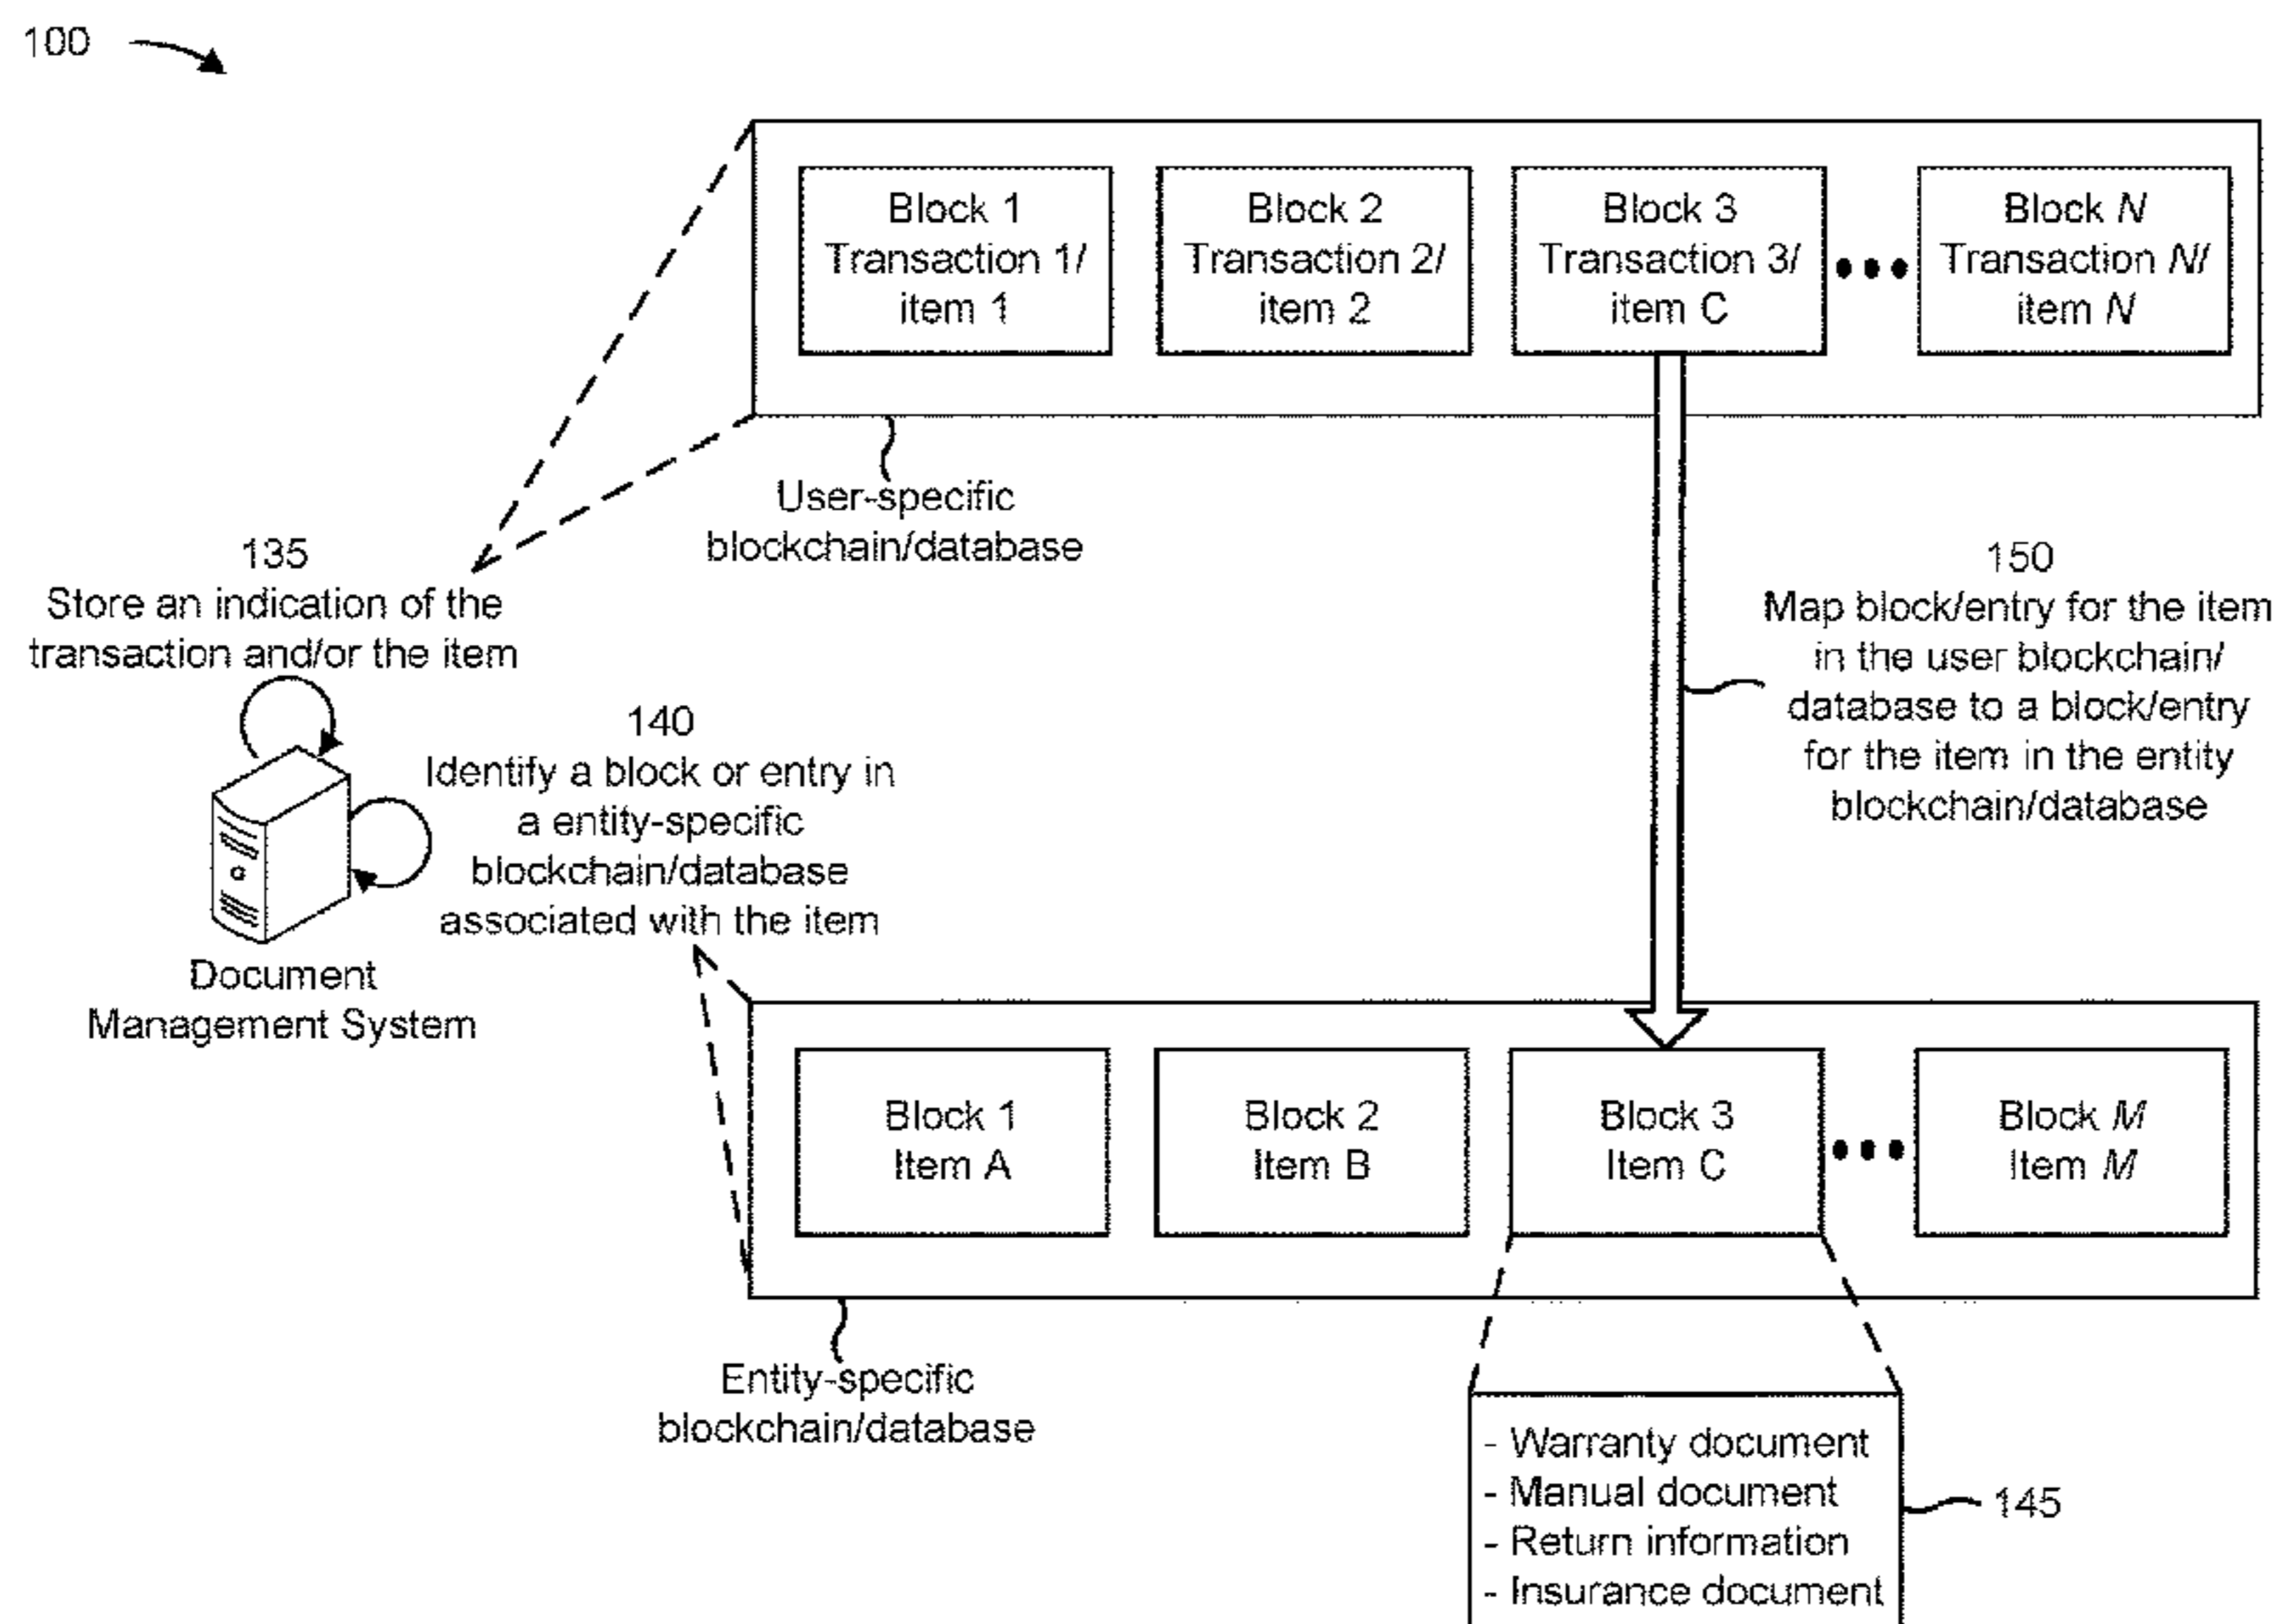 100
Block 1
Transaction 1/
item 1
Block 2
Transaction 2/
item 2
Block 3
Transaction 3/
item C
Block N
Transaction N/
item N
User-specific
blockchain/database
135
Store an indication of the
transaction and/or the item
140
Identify a block or entry in
a entity-specific
blockchain/database
associated with the item
Document
Management System
150
Map block/entry for the item
in the user blockchain/
database to a block/entry
for the item in the entity
blockchain/database
Block 1
Item A
Block 2
Item B
Block 3
Item C
Block M
Item M
Entity-specific
blockchain/database
- Warranty document
- Manual document
- Return information
- Insurance document
145